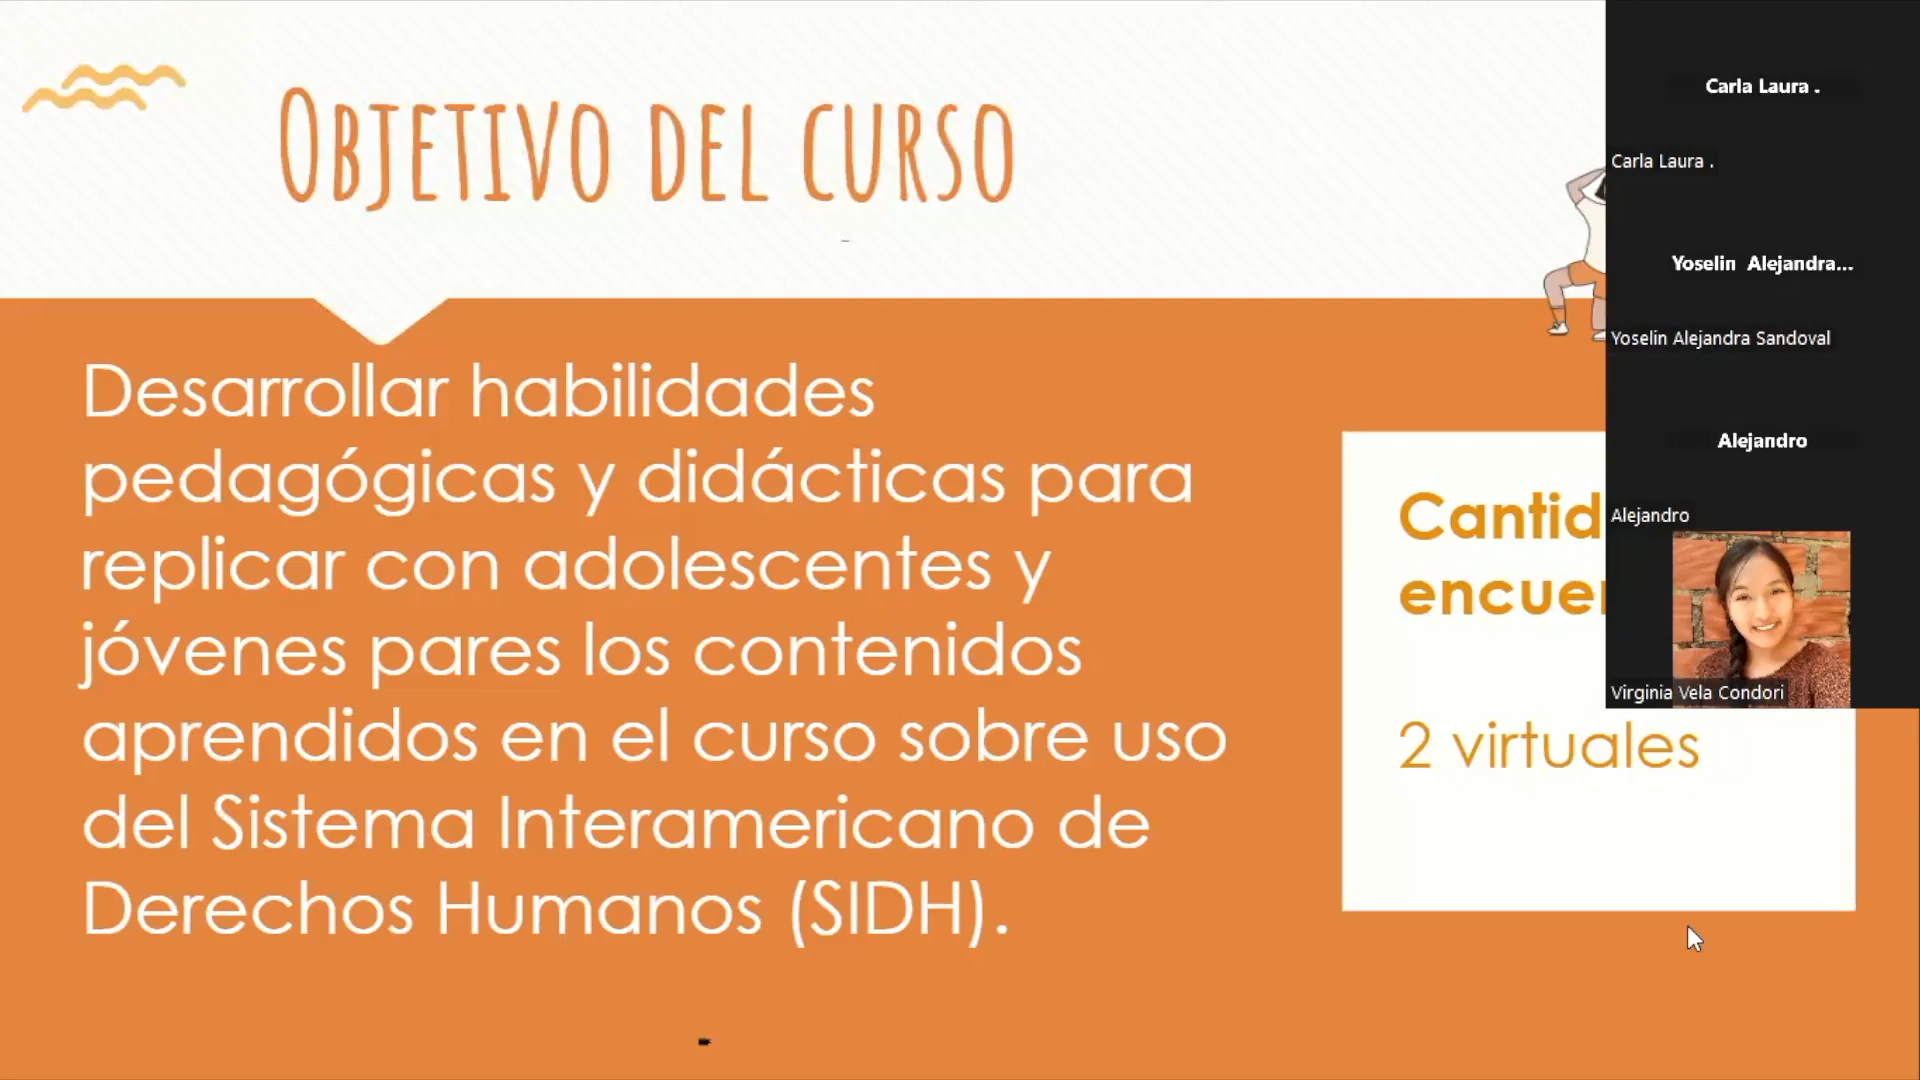 OBJETIVO DEL CURSO
Desarrollar habilidades
pedagógicas y didácticas para
replicar con adolescentes y
jóvenes pares los contenidos
aprendidos en el curso sobre uso
del Sistema Interamericano de
Derechos Humanos (SIDH).
Cantid
encue
2 virtuales
Carla Laura .
Carla Laura .
Yoselin Alejandra...
Yoselin Alejandra Sandoval
Alejandro
Alejandro
Virginia Vela Condori